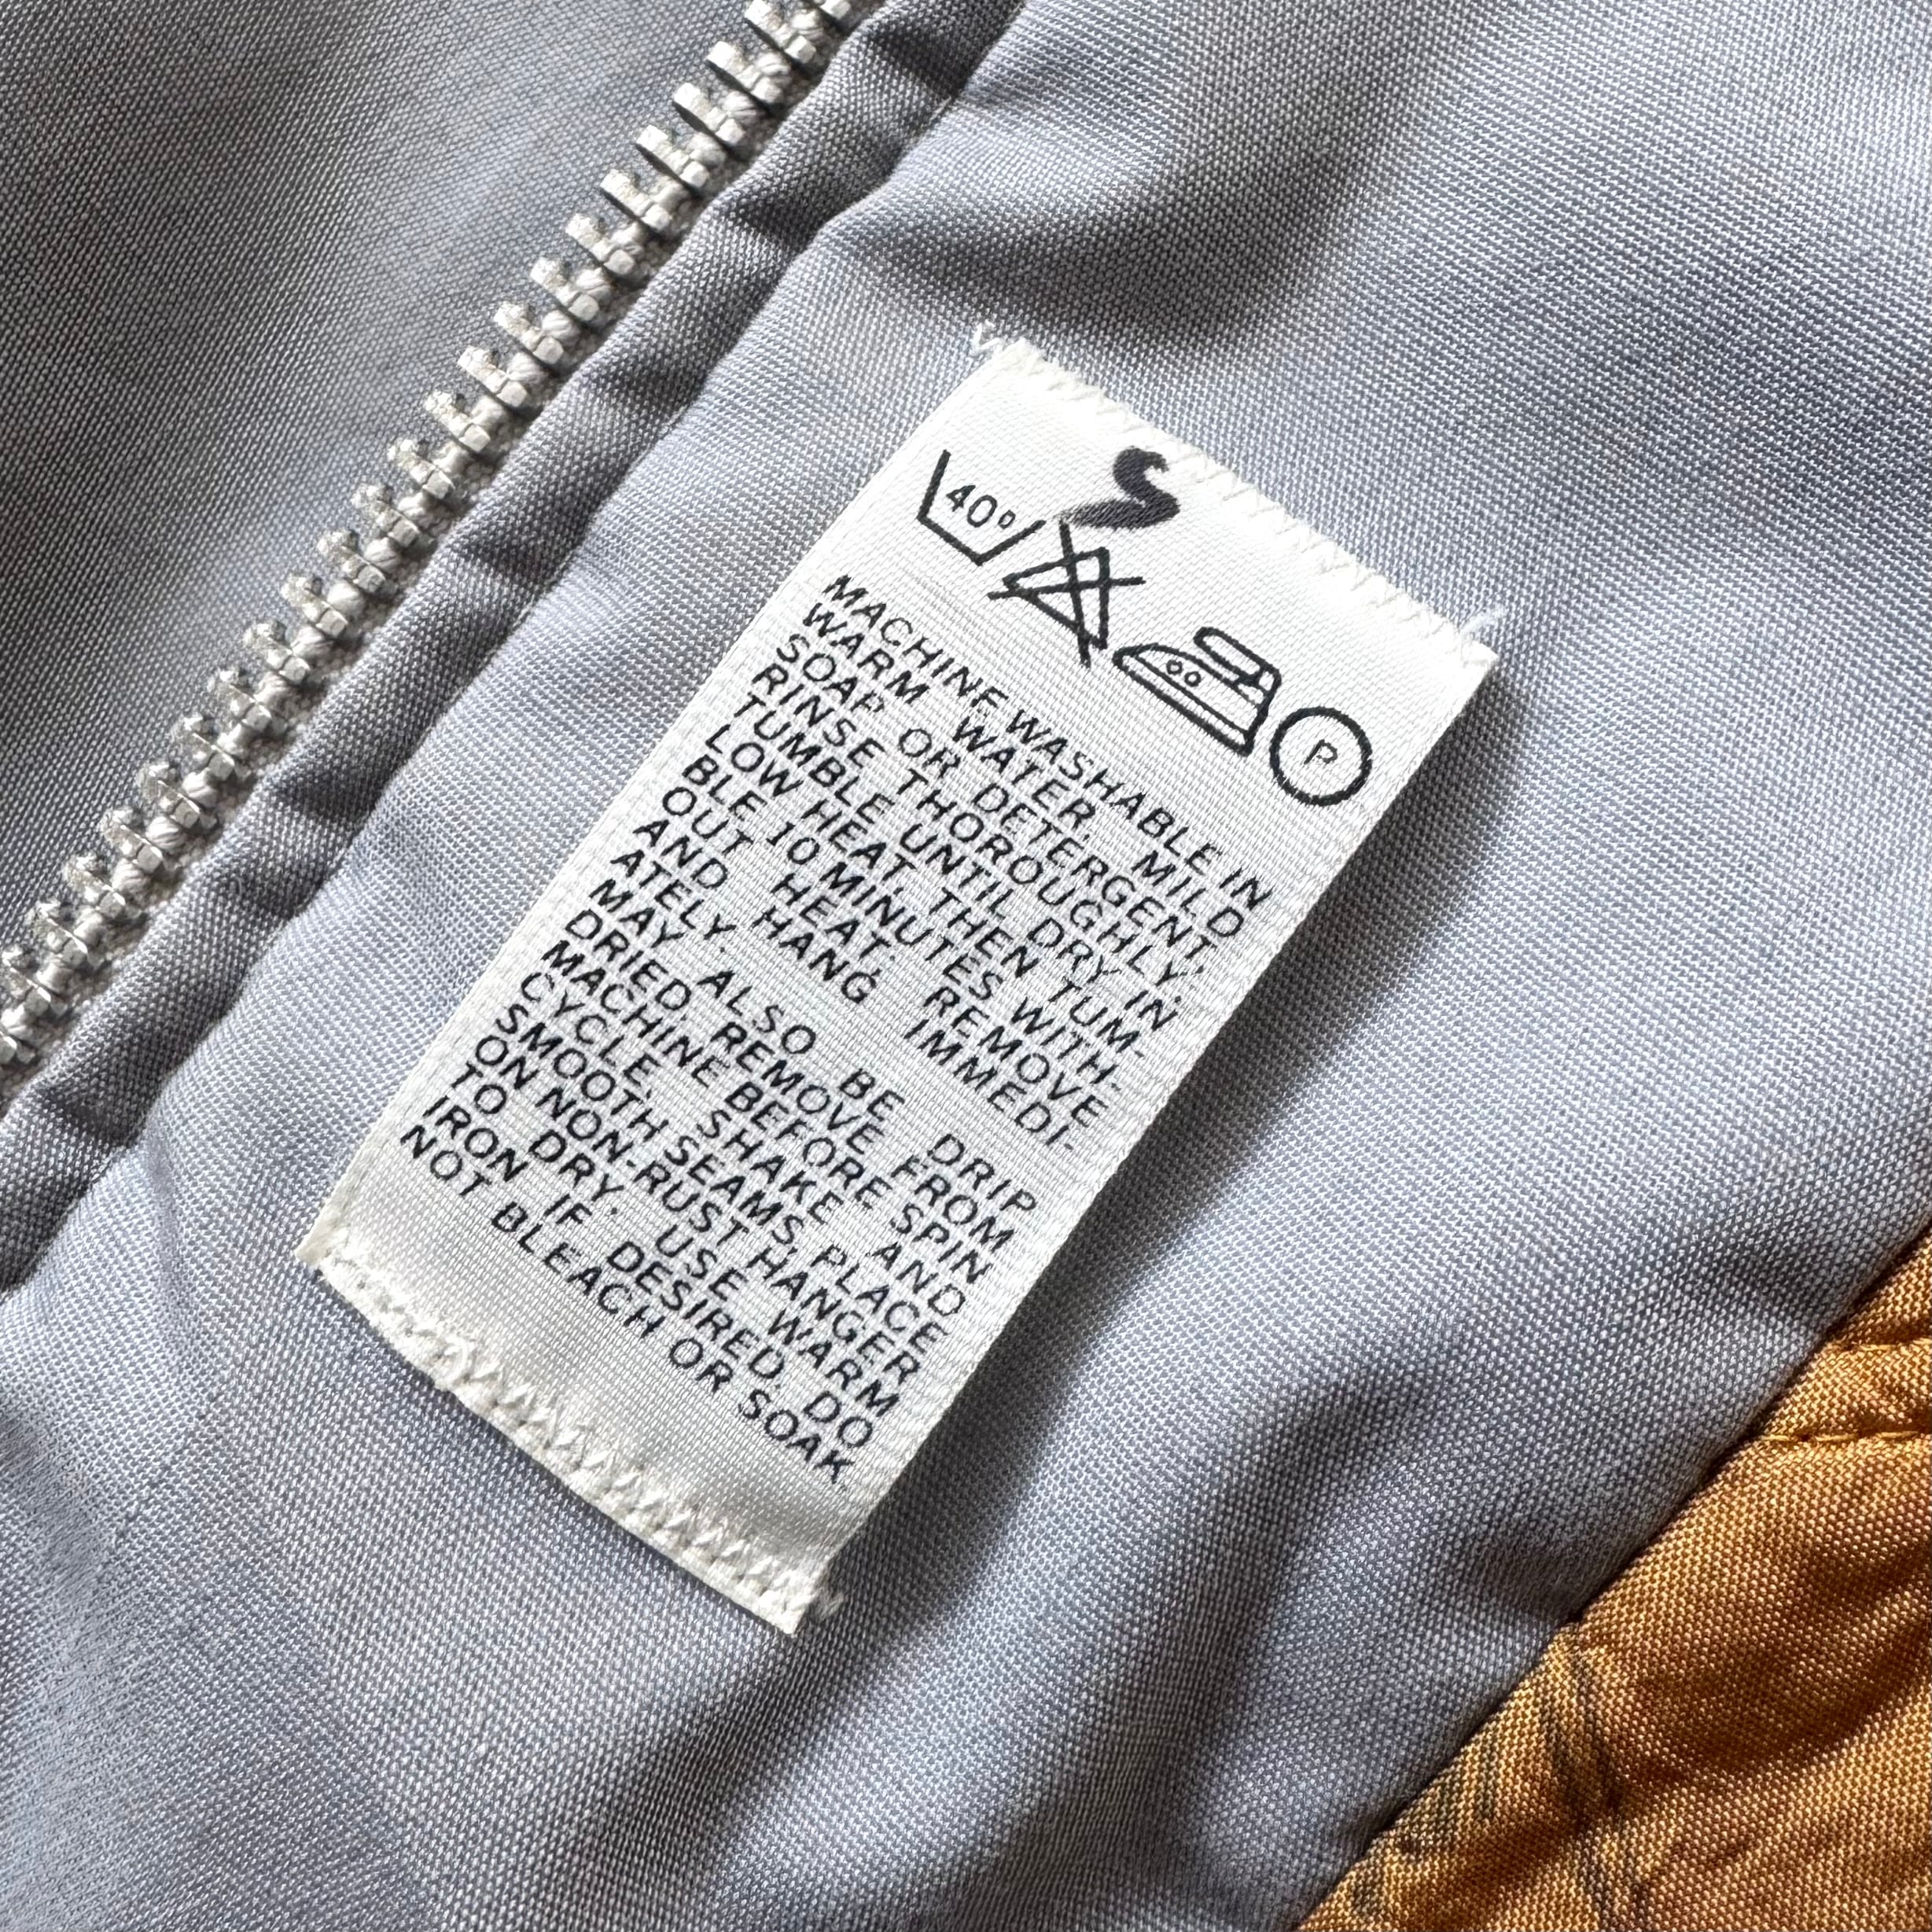 S
40°
P
MACHINE WASHABLE IN
WARM WATER. MILD
SOAP OR DETERGENT.
RINSE THOROUGHLY.
TUMBLE UNTIL DRY IN
LOW HEAT, THEN TUM-
BLE 10 MINUTES WITH-
OUT HEAT. REMOVE
AND HANG IMMEDI-
ATELY.
MAY ALSO BE DRIP
DRIED. REMOVE FROM
MACHINE BEFORE SPIN
CYCLE. SHAKE AND
SMOOTH SEAMS. PLACE
ON NON-RUST HANGER
TO DRY. USE WARM
IRON IF DESIRED. DO
NOT BLEACH OR SOAK.